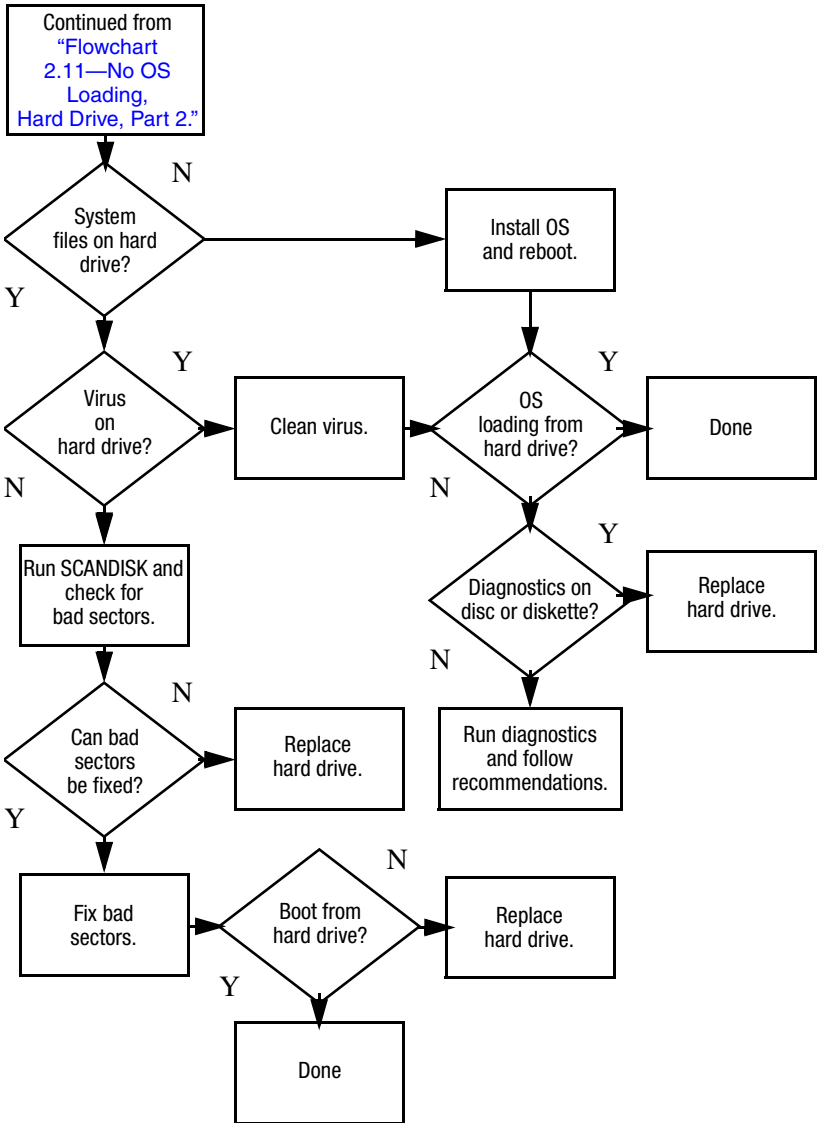 Continued from
“Flowchart
2.11—No OS
Loading,
Hard Drive, Part 2.”
N
System
files on hard
drive?
Install OS
and reboot.
Y
Y
Virus
on
hard drive?
Clean virus.
Y
OS
loading from
hard drive?
Done
N
N
Run SCANDISK and
check for
bad sectors.
Y
Diagnostics on
disc or diskette?
Replace
hard drive.
N
N
Can bad
sectors
be fixed?
Replace
hard drive.
Run diagnostics
and follow
recommendations.
Y
Fix bad
sectors.
N
Boot from
hard drive?
Replace
hard drive.
Y
Done